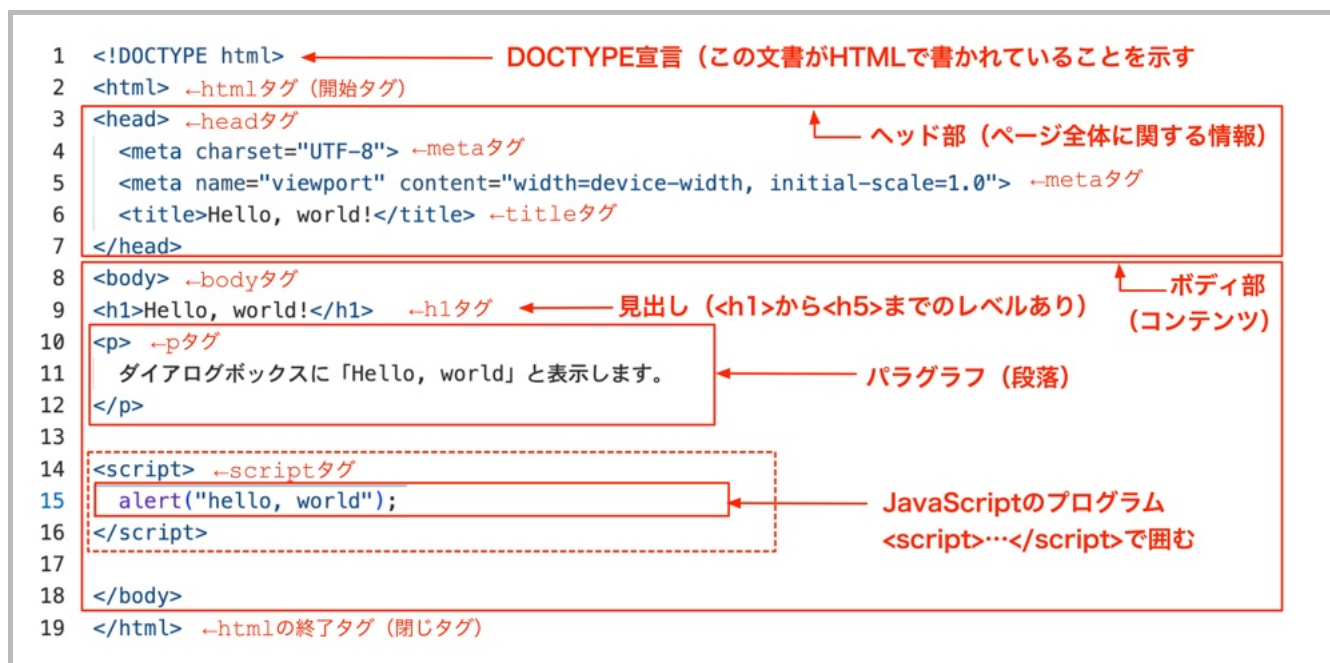 1 <!DOCTYPE html> ← DOCTYPE宣言（この文書がHTMLで書かれていることを示す
2 <html> ←htmlタグ（開始タグ）
3 <head> ←headタグ
ヘッド部（ページ全体に関する情報）
4 <meta charset="UTF-8"> ←metaタグ
5 <meta name="viewport" content="width=device-width, initial-scale=1.0"> ←metaタグ
6 <title>Hello, world!</title> ←titleタグ
7 </head>
8 <body> ←bodyタグ
ボディ部
（コンテンツ）
9 <h1>Hello, world!</h1> ←h1タグ ← 見出し（<h1>から<h5>までのレベルあり）
10 <p> ←pタグ
11 ダイアログボックスに「Hello, world」と表示します。 ← パラグラフ（段落）
12 </p>
13
14 <script> ←scriptタグ
15 alert("hello, world"); ← JavaScriptのプログラム
<script>…</script>で囲む
16 </script>
17
18 </body>
19 </html> ←htmlの終了タグ（閉じタグ）